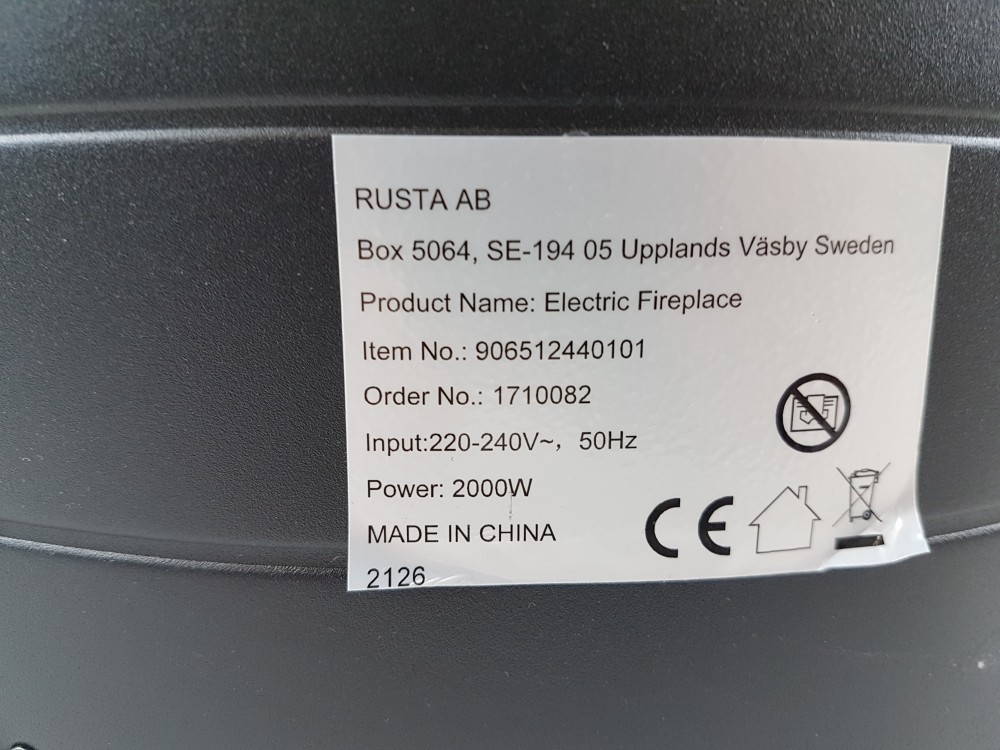 RUSTA AB
Box 5064, SE-194 05 Upplands Väsby Sweden
Product Name: Electric Fireplace
Item No.: 906512440101
Order No.: 1710082
Input:220-240V~, 50Hz
Power: 2000W
MADE IN CHINA
2126
CE